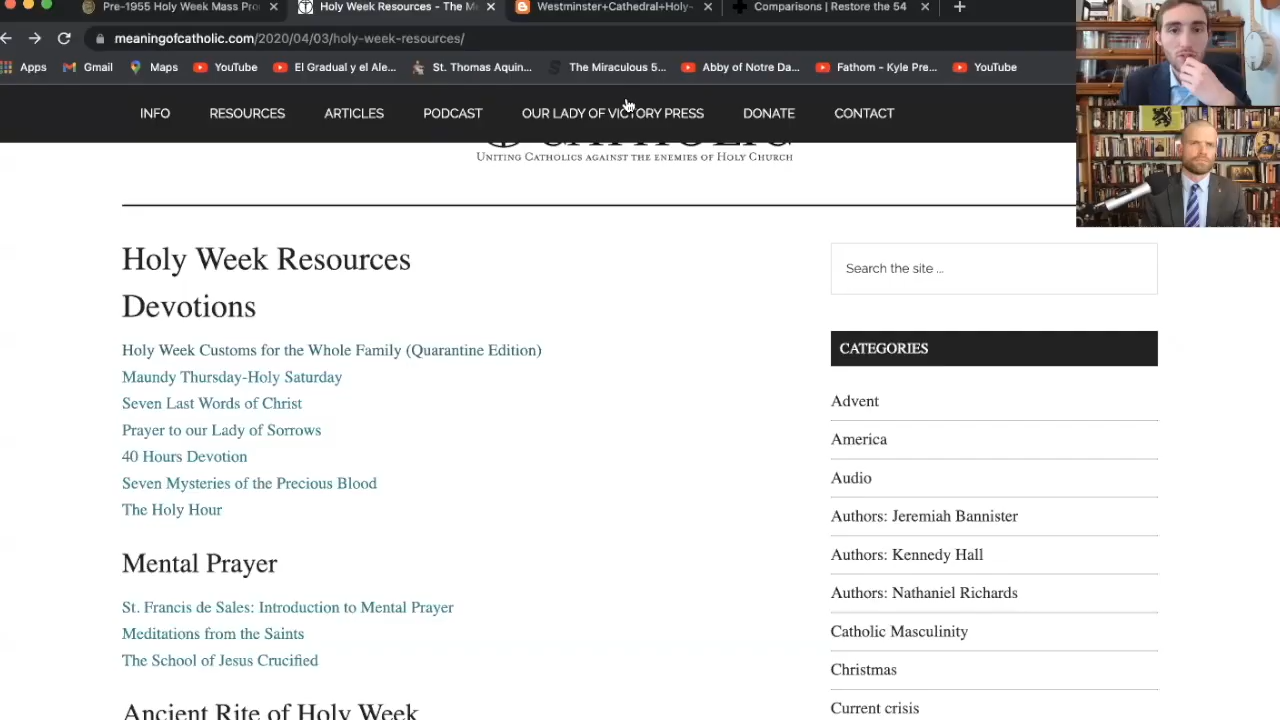 Pre-1955 Holy Week Mass Pro
Holy Week Resources - The M
Westminster+Cathedral+Holy-
Comparisons | Restore the 54
meaningofcatholic.com/2020/04/03/holy-week-resources/
Apps
Gmail
Maps
YouTube
El Gradual y el Ale...
St. Thomas Aquin...
The Miraculous 5...
Abby of Notre Da...
Fathom - Kyle Pre...
YouTube
INFO
RESOURCES
ARTICLES
PODCAST
OUR LADY OF VICTORY PRESS
DONATE
CONTACT
CATHOLIC
Uniting Catholics against the enemies of Holy Church
Holy Week Resources
Devotions
Holy Week Customs for the Whole Family (Quarantine Edition)
Maundy Thursday-Holy Saturday
Seven Last Words of Christ
Prayer to our Lady of Sorrows
40 Hours Devotion
Seven Mysteries of the Precious Blood
The Holy Hour
Mental Prayer
St. Francis de Sales: Introduction to Mental Prayer
Meditations from the Saints
The School of Jesus Crucified
Ancient Rite of Holy Week
Search the site ...
CATEGORIES
Advent
America
Audio
Authors: Jeremiah Bannister
Authors: Kennedy Hall
Authors: Nathaniel Richards
Catholic Masculinity
Christmas
Current crisis